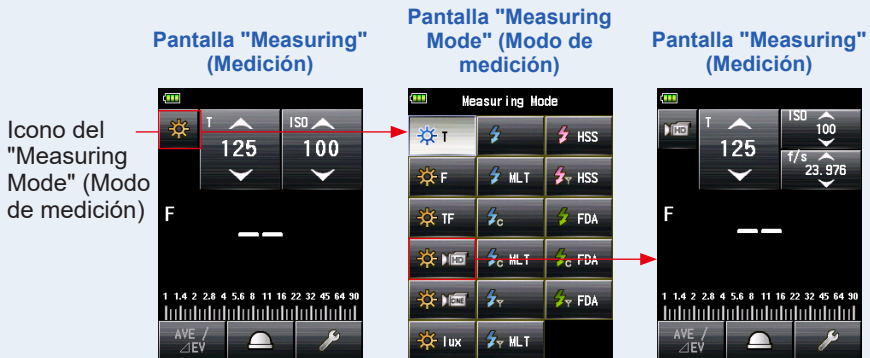 Pantalla "Measuring"
(Medición)
Pantalla "Measuring
Mode" (Modo de
medición)
Pantalla "Measuring"
(Medición)
Icono del
"Measuring
Mode" (Modo
de medición)
T
125
ISO
100
F
1 1.4 2 2.8 4 5.6 8 11 16 22 32 45 64 90
AVE /
⊿EV
Measuring Mode
T
HSS
F
MLT
Y HSS
TF
C
FDA
HD
C MLT
C FDA
CINE
Y
Y FDA
lux
Y MLT
HD
T
125
ISO
100
f/s
23.976
F
1 1.4 2 2.8 4 5.6 8 11 16 22 32 45 64 90
AVE /
⊿EV